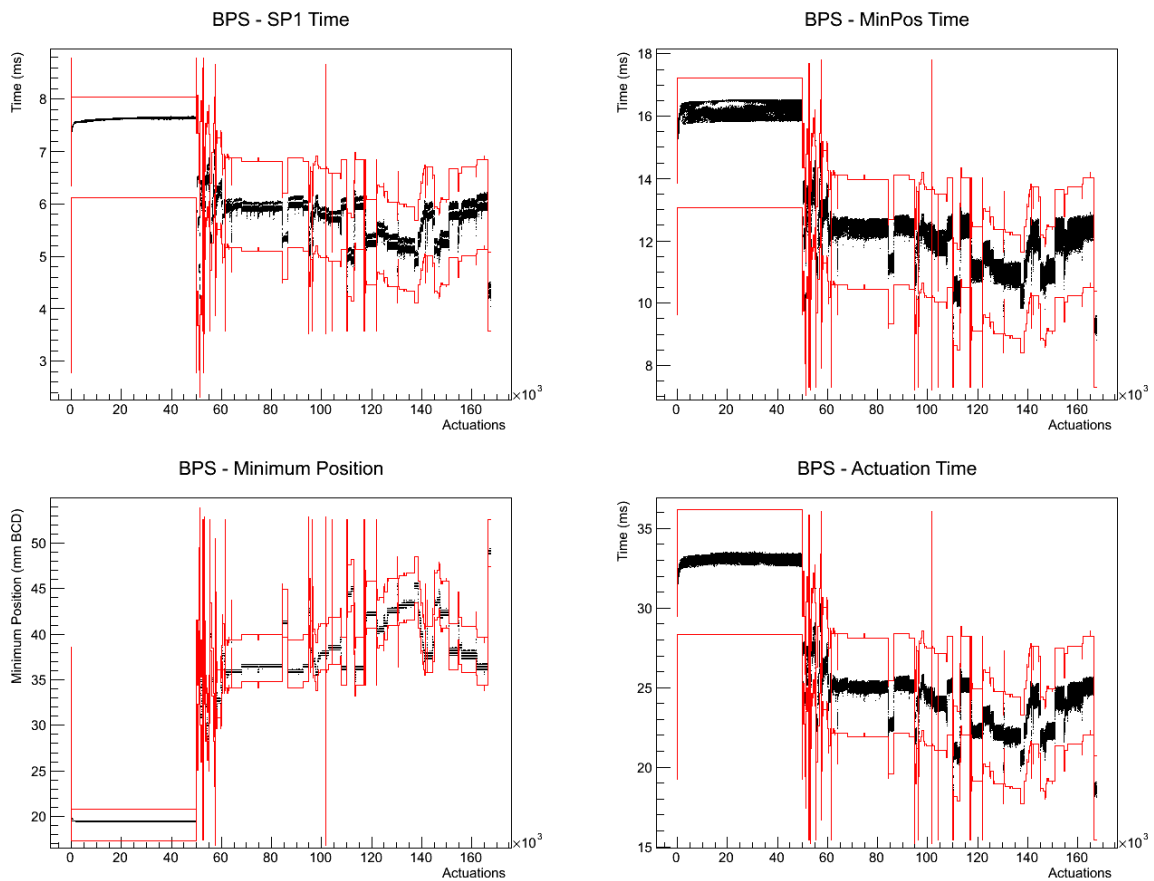 BPS - SP1 Time
Time (ms)
8
7
6
5
4
3
0 20 40 60 80 100 120 140 160 ×10³
Actuations
BPS - MinPos Time
Time (ms)
18
16
14
12
10
8
0 20 40 60 80 100 120 140 160 ×10³
Actuations
BPS - Minimum Position
Minimum Position (mm BCD)
50
45
40
35
30
25
20
0 20 40 60 80 100 120 140 160 ×10³
Actuations
BPS - Actuation Time
Time (ms)
35
30
25
20
15
0 20 40 60 80 100 120 140 160 ×10³
Actuations